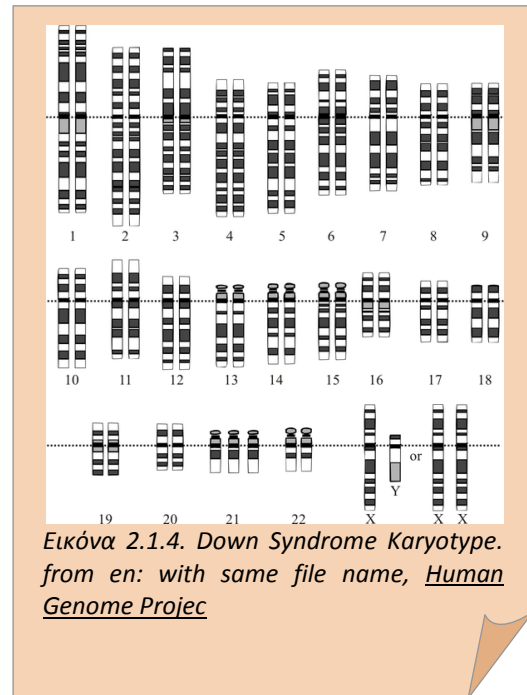 1 2 3 4 5 6 7 8 9
10 11 12 13 14 15 16 17 18
or
Y
19 20 21 22 X X X
Εικόνα 2.1.4. Down Syndrome Karyotype.
from en: with same file name, Human
Genome Projec